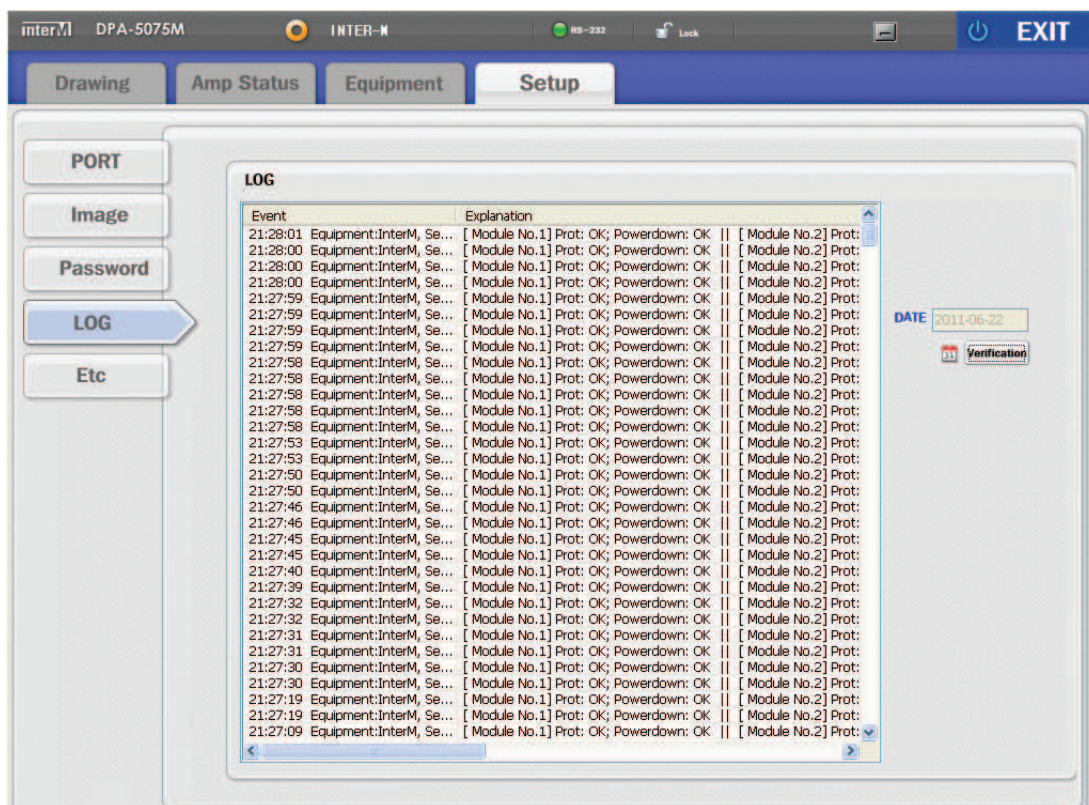 inter M DPA-5075M INTER-M RS-232 Lock EXIT
Drawing Amp Status Equipment Setup
PORT
Image
Password
LOG
Etc
LOG
Event Explanation
21:28:01 Equipment:InterM, Se... [ Module No.1] Prot: OK; Powerdown: OK || [ Module No.2] Prot:
21:28:00 Equipment:InterM, Se... [ Module No.1] Prot: OK; Powerdown: OK || [ Module No.2] Prot:
21:28:00 Equipment:InterM, Se... [ Module No.1] Prot: OK; Powerdown: OK || [ Module No.2] Prot:
21:28:00 Equipment:InterM, Se... [ Module No.1] Prot: OK; Powerdown: OK || [ Module No.2] Prot:
21:27:59 Equipment:InterM, Se... [ Module No.1] Prot: OK; Powerdown: OK || [ Module No.2] Prot:
21:27:59 Equipment:InterM, Se... [ Module No.1] Prot: OK; Powerdown: OK || [ Module No.2] Prot:
21:27:59 Equipment:InterM, Se... [ Module No.1] Prot: OK; Powerdown: OK || [ Module No.2] Prot:
21:27:59 Equipment:InterM, Se... [ Module No.1] Prot: OK; Powerdown: OK || [ Module No.2] Prot:
21:27:58 Equipment:InterM, Se... [ Module No.1] Prot: OK; Powerdown: OK || [ Module No.2] Prot:
21:27:58 Equipment:InterM, Se... [ Module No.1] Prot: OK; Powerdown: OK || [ Module No.2] Prot:
21:27:58 Equipment:InterM, Se... [ Module No.1] Prot: OK; Powerdown: OK || [ Module No.2] Prot:
21:27:58 Equipment:InterM, Se... [ Module No.1] Prot: OK; Powerdown: OK || [ Module No.2] Prot:
21:27:58 Equipment:InterM, Se... [ Module No.1] Prot: OK; Powerdown: OK || [ Module No.2] Prot:
21:27:53 Equipment:InterM, Se... [ Module No.1] Prot: OK; Powerdown: OK || [ Module No.2] Prot:
21:27:53 Equipment:InterM, Se... [ Module No.1] Prot: OK; Powerdown: OK || [ Module No.2] Prot:
21:27:50 Equipment:InterM, Se... [ Module No.1] Prot: OK; Powerdown: OK || [ Module No.2] Prot:
21:27:50 Equipment:InterM, Se... [ Module No.1] Prot: OK; Powerdown: OK || [ Module No.2] Prot:
21:27:46 Equipment:InterM, Se... [ Module No.1] Prot: OK; Powerdown: OK || [ Module No.2] Prot:
21:27:46 Equipment:InterM, Se... [ Module No.1] Prot: OK; Powerdown: OK || [ Module No.2] Prot:
21:27:45 Equipment:InterM, Se... [ Module No.1] Prot: OK; Powerdown: OK || [ Module No.2] Prot:
21:27:45 Equipment:InterM, Se... [ Module No.1] Prot: OK; Powerdown: OK || [ Module No.2] Prot:
21:27:40 Equipment:InterM, Se... [ Module No.1] Prot: OK; Powerdown: OK || [ Module No.2] Prot:
21:27:39 Equipment:InterM, Se... [ Module No.1] Prot: OK; Powerdown: OK || [ Module No.2] Prot:
21:27:32 Equipment:InterM, Se... [ Module No.1] Prot: OK; Powerdown: OK || [ Module No.2] Prot:
21:27:32 Equipment:InterM, Se... [ Module No.1] Prot: OK; Powerdown: OK || [ Module No.2] Prot:
21:27:31 Equipment:InterM, Se... [ Module No.1] Prot: OK; Powerdown: OK || [ Module No.2] Prot:
21:27:31 Equipment:InterM, Se... [ Module No.1] Prot: OK; Powerdown: OK || [ Module No.2] Prot:
21:27:30 Equipment:InterM, Se... [ Module No.1] Prot: OK; Powerdown: OK || [ Module No.2] Prot:
21:27:30 Equipment:InterM, Se... [ Module No.1] Prot: OK; Powerdown: OK || [ Module No.2] Prot:
21:27:19 Equipment:InterM, Se... [ Module No.1] Prot: OK; Powerdown: OK || [ Module No.2] Prot:
21:27:19 Equipment:InterM, Se... [ Module No.1] Prot: OK; Powerdown: OK || [ Module No.2] Prot:
21:27:09 Equipment:InterM, Se... [ Module No.1] Prot: OK; Powerdown: OK || [ Module No.2] Prot:
DATE 2011-06-22
31 Verification